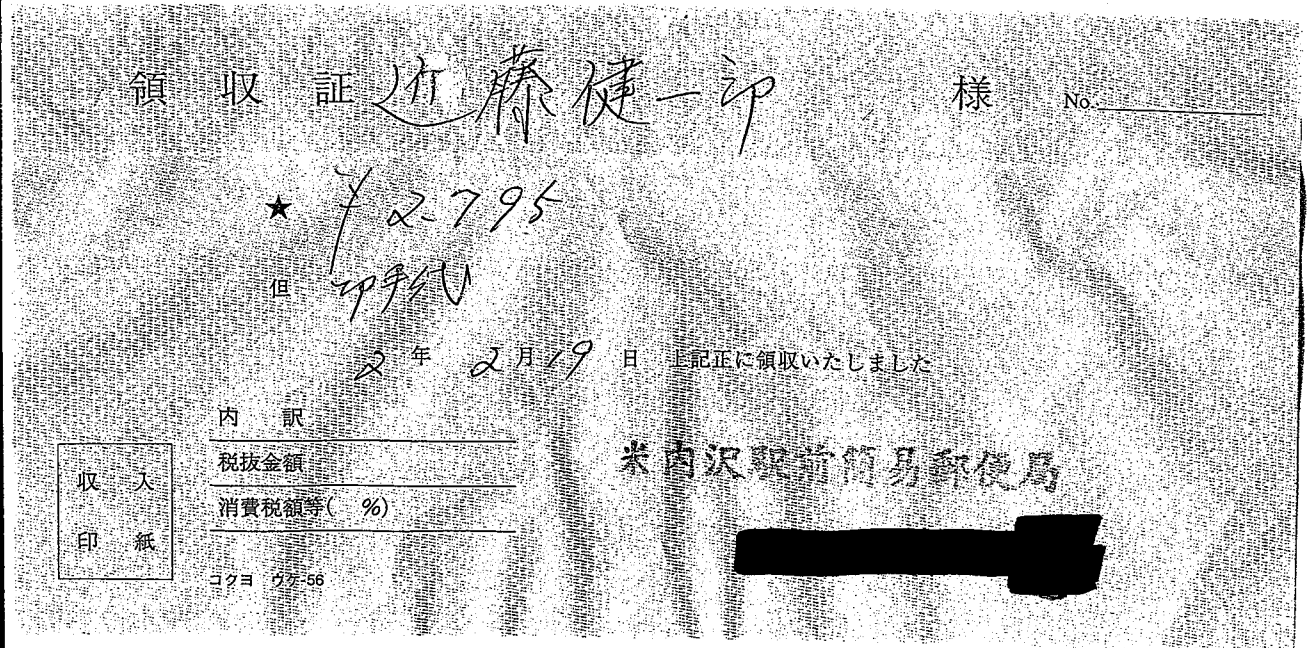 領収証 近藤健一郎 様 No.
★ ¥2,795
但 切手代
2年 2月19日 上記正に領収いたしました
内 訳
税抜金額
消費税額等( %)
収入
印紙
コクヨ ウケ-56
米内沢駅前簡易郵便局